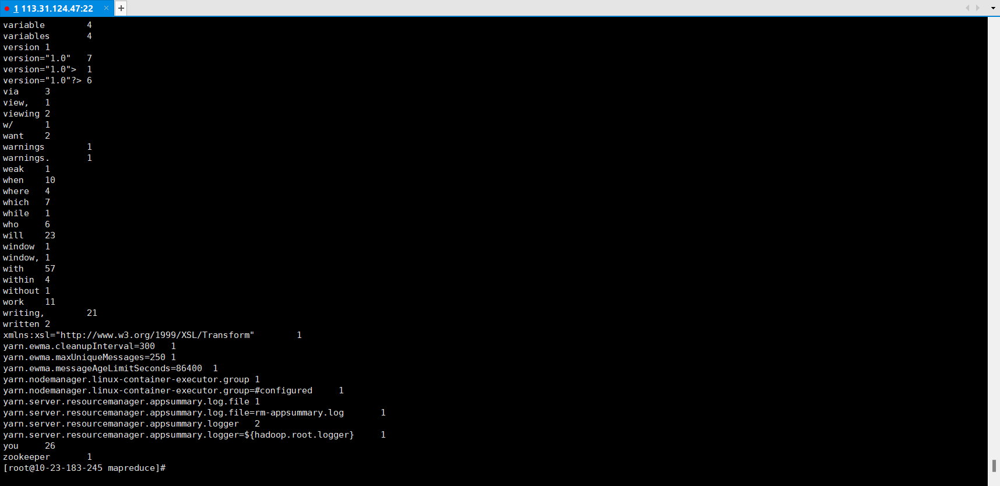 1 113.31.124.47:22 × +
variable 4
variables 4
version 1
version="1.0" 7
version="1.0"> 1
version="1.0"?> 6
via 3
view, 1
viewing 2
w/ 1
want 2
warnings 1
warnings. 1
weak 1
when 10
where 4
which 7
while 1
who 6
will 23
window 1
window, 1
with 57
within 4
without 1
work 11
writing, 21
written 2
xmlns:xsl="http://www.w3.org/1999/XSL/Transform" 1
yarn.ewma.cleanupInterval=300 1
yarn.ewma.maxUniqueMessages=250 1
yarn.ewma.messageAgeLimitSeconds=86400 1
yarn.nodemanager.linux-container-executor.group 1
yarn.nodemanager.linux-container-executor.group=#configured 1
yarn.server.resourcemanager.appsummary.log.file 1
yarn.server.resourcemanager.appsummary.log.file=rm-appsummary.log 1
yarn.server.resourcemanager.appsummary.logger 2
yarn.server.resourcemanager.appsummary.logger=${hadoop.root.logger} 1
you 26
zookeeper 1
[root@10-23-183-245 mapreduce]#